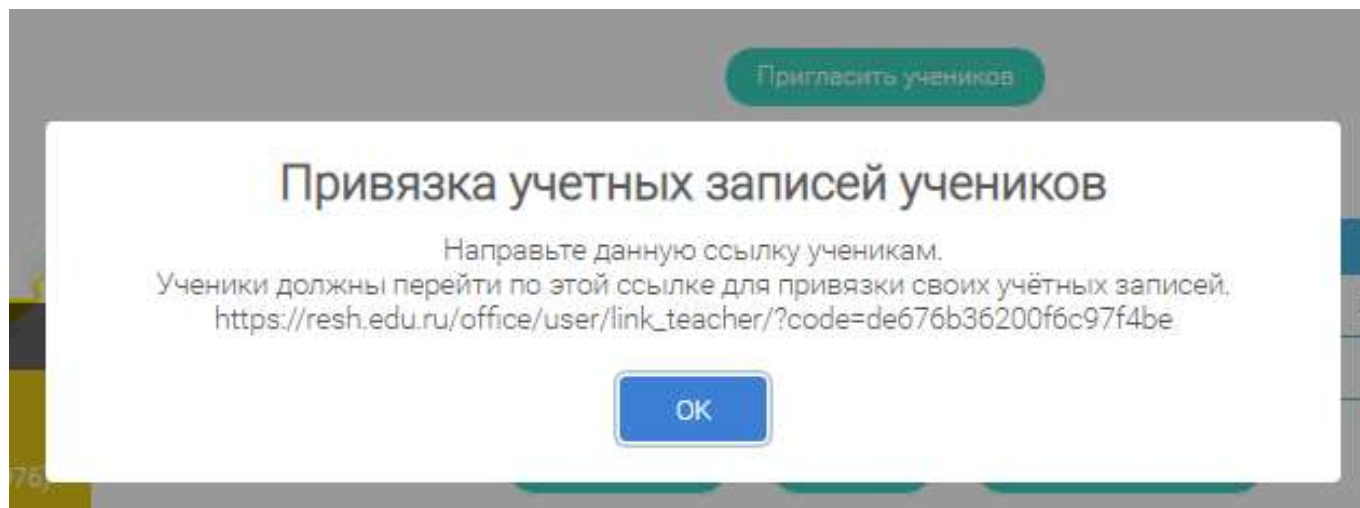 Пригласить учеников
Привязка учетных записей учеников
Направьте данную ссылку ученикам.
Ученики должны перейти по этой ссылке для привязки своих учётных записей.
https://resh.edu.ru/office/user/link_teacher/?code=de676b36200f6c97f4be
OK